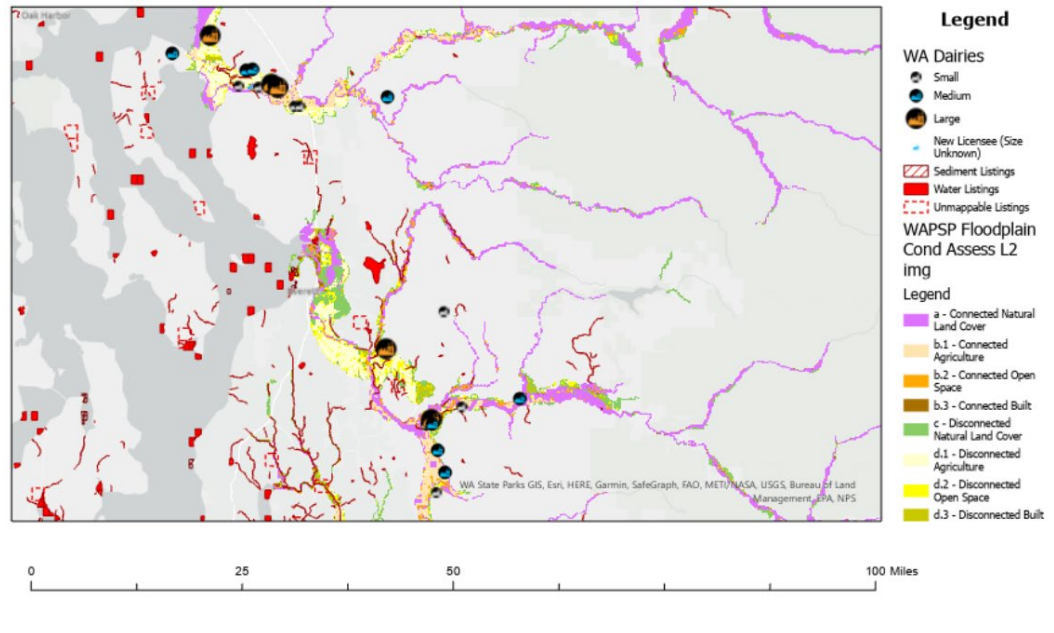 Oak Harbor
Everett
WA State Parks GIS, Esri, HERE, Garmin, SafeGraph, FAO, METI/NASA, USGS, Bureau of Land
Management, EPA, NPS
0
25
50
100 Miles
Legend
WA Dairies
Small
Medium
Large
New Licensee (Size
Unknown)
Sediment Listings
Water Listings
Unmappable Listings
WAPSP Floodplain
Cond Assess L2
img
Legend
a - Connected Natural
Land Cover
b.1 - Connected
Agriculture
b.2 - Connected Open
Space
b.3 - Connected Built
c - Disconnected
Natural Land Cover
d.1 - Disconnected
Agriculture
d.2 - Disconnected
Open Space
d.3 - Disconnected Built